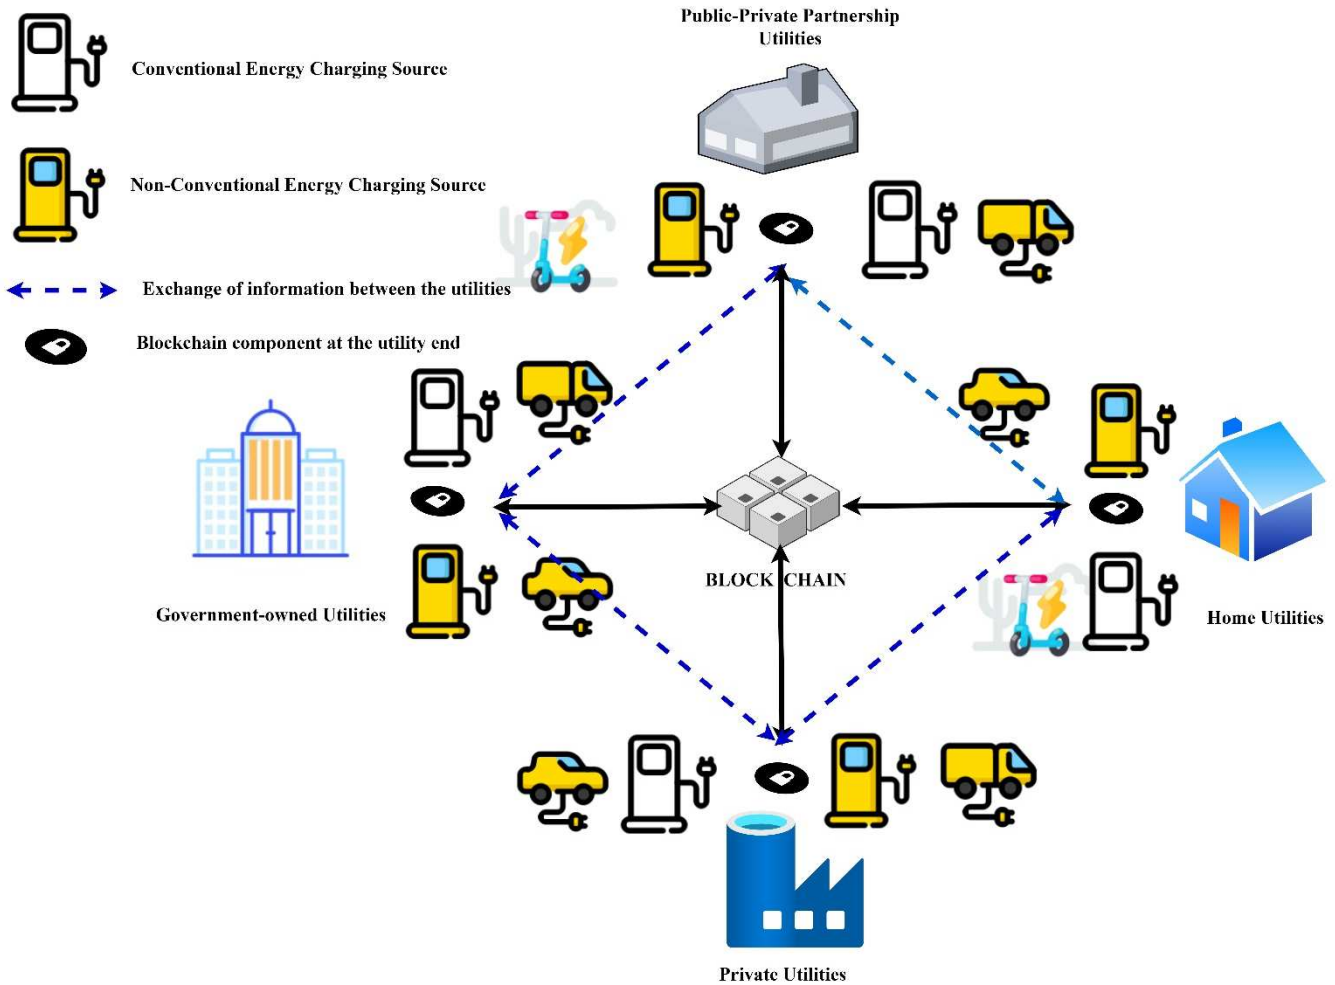 Public-Private Partnership
Utilities
Conventional Energy Charging Source
Non-Conventional Energy Charging Source
Exchange of information between the utilities
Blockchain component at the utility end
BLOCK CHAIN
Government-owned Utilities
Home Utilities
Private Utilities